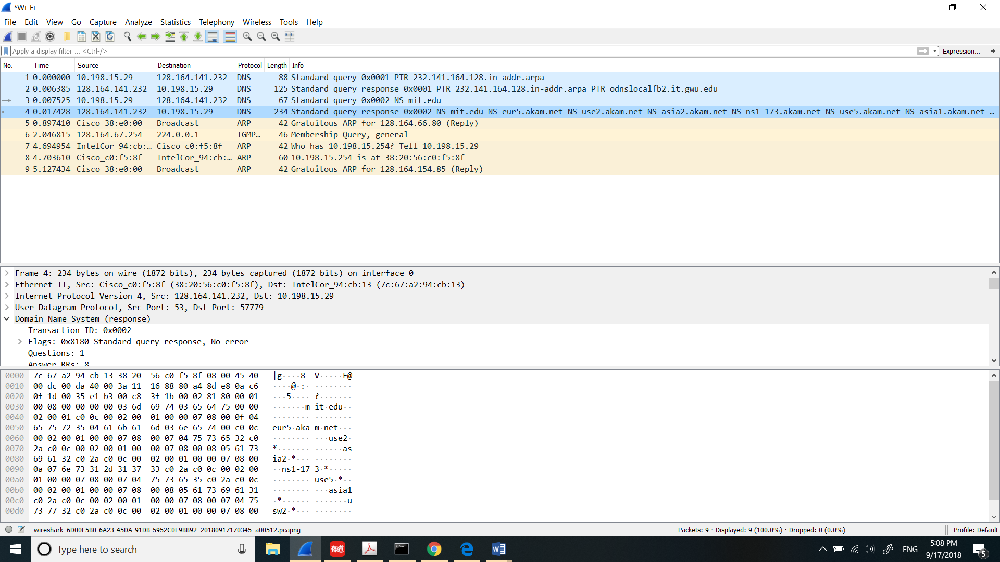 *Wi-Fi
File Edit View Go Capture Analyze Statistics Telephony Wireless Tools Help
Apply a display filter ... <Ctrl-/> Expression... +
No. Time Source Destination Protocol Length Info
1 0.000000 10.198.15.29 128.164.141.232 DNS 88 Standard query 0x0001 PTR 232.141.164.128.in-addr.arpa
2 0.006385 128.164.141.232 10.198.15.29 DNS 125 Standard query response 0x0001 PTR 232.141.164.128.in-addr.arpa PTR odnslocalfb2.it.gwu.edu
3 0.007525 10.198.15.29 128.164.141.232 DNS 67 Standard query 0x0002 NS mit.edu
4 0.017428 128.164.141.232 10.198.15.29 DNS 234 Standard query response 0x0002 NS mit.edu NS eur5.akam.net NS use2.akam.net NS asia2.akam.net NS ns1-173.akam.net NS use5.akam.net NS asia1.akam.net ...
5 0.897410 Cisco_38:e0:00 Broadcast ARP 42 Gratuitous ARP for 128.164.66.80 (Reply)
6 2.046815 128.164.67.254 224.0.0.1 IGMP... 46 Membership Query, general
7 4.694954 IntelCor_94:cb:... Cisco_c0:f5:8f ARP 42 Who has 10.198.15.254? Tell 10.198.15.29
8 4.703610 Cisco_c0:f5:8f IntelCor_94:cb:... ARP 60 10.198.15.254 is at 38:20:56:c0:f5:8f
9 5.127434 Cisco_38:e0:00 Broadcast ARP 42 Gratuitous ARP for 128.164.154.85 (Reply)
Frame 4: 234 bytes on wire (1872 bits), 234 bytes captured (1872 bits) on interface 0
Ethernet II, Src: Cisco_c0:f5:8f (38:20:56:c0:f5:8f), Dst: IntelCor_94:cb:13 (7c:67:a2:94:cb:13)
Internet Protocol Version 4, Src: 128.164.141.232, Dst: 10.198.15.29
User Datagram Protocol, Src Port: 53, Dst Port: 57779
Domain Name System (response)
Transaction ID: 0x0002
Flags: 0x8180 Standard query response, No error
Questions: 1
Answer RRs: 8
0000 7c 67 a2 94 cb 13 38 20 56 c0 f5 8f 08 00 45 40 |g····8 V·····E@
0010 00 dc 00 da 40 00 3a 11 16 88 80 a4 8d e8 0a c6 ····@·:· ········
0020 0f 1d 00 35 e1 b3 00 c8 3f 1b 00 02 81 80 00 01 ···5···· ?·······
0030 00 08 00 00 00 00 03 6d 69 74 03 65 64 75 00 00 ·······m it·edu··
0040 02 00 01 c0 0c 00 02 00 01 00 00 07 08 00 0f 04 ········ ········
0050 65 75 72 35 04 61 6b 61 6d 03 6e 65 74 00 c0 0c eur5·aka m·net···
0060 00 02 00 01 00 00 07 08 00 07 04 75 73 65 32 c0 ········ ···use2·
0070 2a c0 0c 00 02 00 01 00 00 07 08 00 08 05 61 73 *······· ······as
0080 69 61 32 c0 2a c0 0c 00 02 00 01 00 00 07 08 00 ia2·*··· ········
0090 0a 07 6e 73 31 2d 31 37 33 c0 2a c0 0c 00 02 00 ··ns1-17 3·*·····
00a0 01 00 00 07 08 00 07 04 75 73 65 35 c0 2a c0 0c ········ use5·*··
00b0 00 02 00 01 00 00 07 08 00 08 05 61 73 69 61 31 ········ ···asia1
00c0 c0 2a c0 0c 00 02 00 01 00 00 07 08 00 07 04 75 ·*······ ·······u
00d0 73 77 32 c0 2a c0 0c 00 02 00 01 00 00 07 08 00 sw2·*··· ········
wireshark_6D00F5B0-6A23-45DA-91DB-5952C0F9BB92_20180917170345_a00512.pcapng Packets: 9 · Displayed: 9 (100.0%) · Dropped: 0 (0.0%) Profile: Default
Type here to search 有道 ENG 5:08 PM
9/17/2018 5